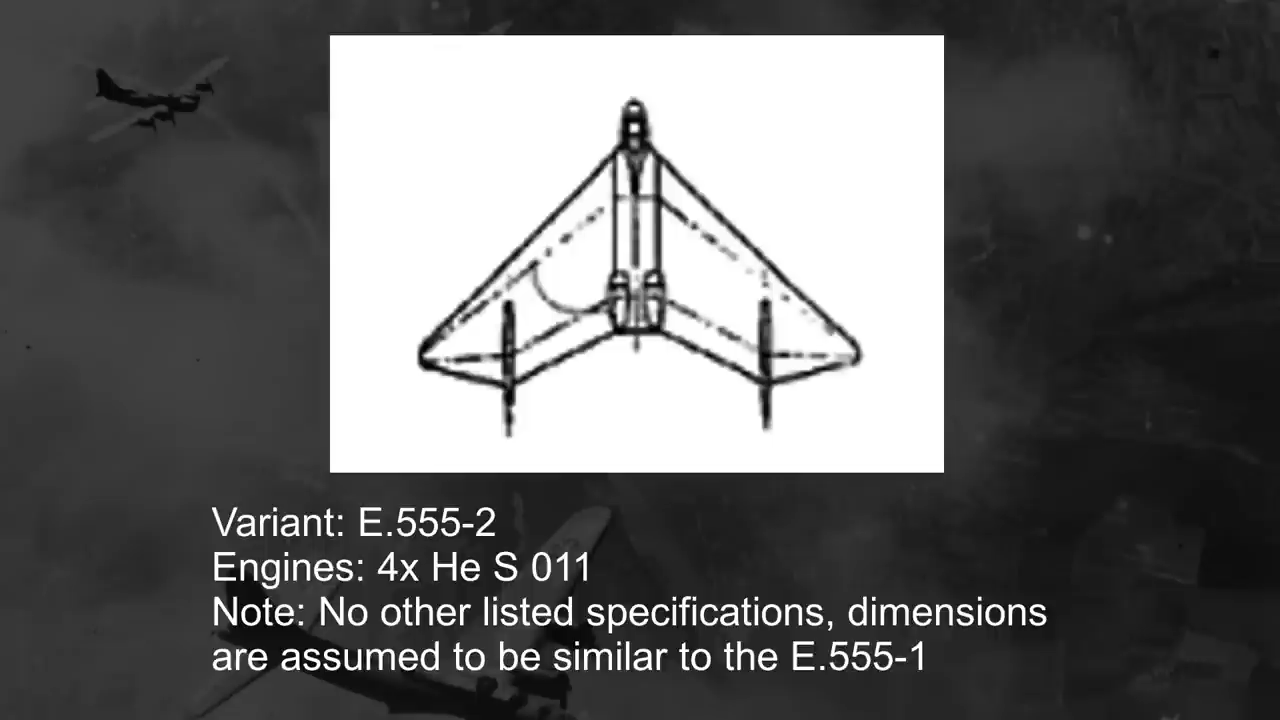 Variant: E.555-2
Engines: 4x He S 011
Note: No other listed specifications, dimensions
are assumed to be similar to the E.555-1